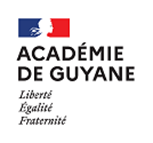 ACADÉMIE
DE GUYANE
Liberté
Égalité
Fraternité